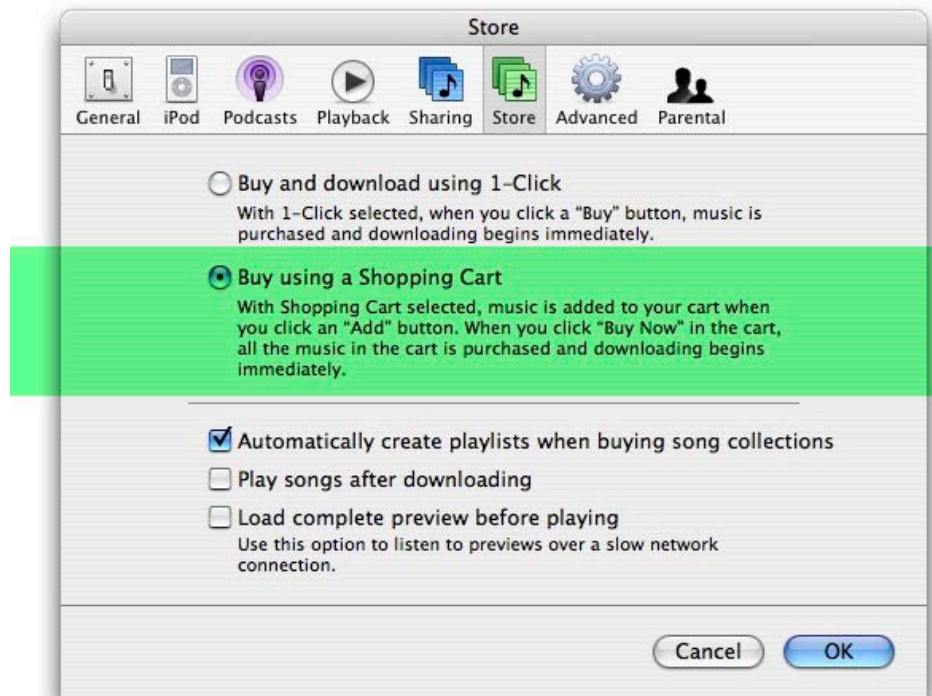 Store
General iPod Podcasts Playback Sharing Store Advanced Parental
Buy and download using 1-Click
With 1-Click selected, when you click a “Buy” button, music is
purchased and downloading begins immediately.
Buy using a Shopping Cart
With Shopping Cart selected, music is added to your cart when
you click an “Add” button. When you click “Buy Now” in the cart,
all the music in the cart is purchased and downloading begins
immediately.
Automatically create playlists when buying song collections
Play songs after downloading
Load complete preview before playing
Use this option to listen to previews over a slow network
connection.
Cancel OK